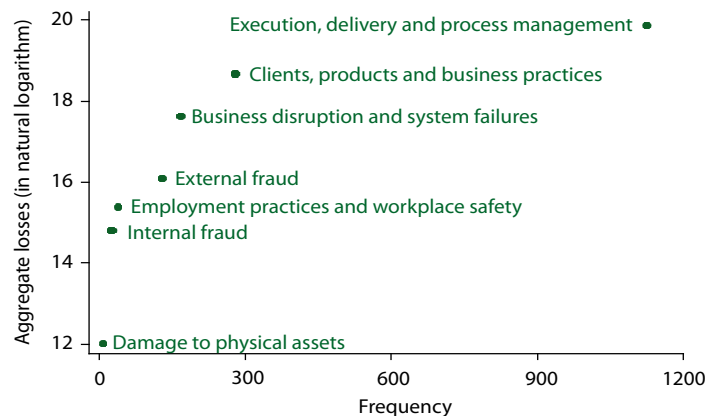 20
Execution, delivery and process management
Clients, products and business practices
18
Business disruption and system failures
16
External fraud
Employment practices and workplace safety
Internal fraud
14
12
Damage to physical assets
Aggregate losses (in natural logarithm)
0 300 600 900 1200
Frequency